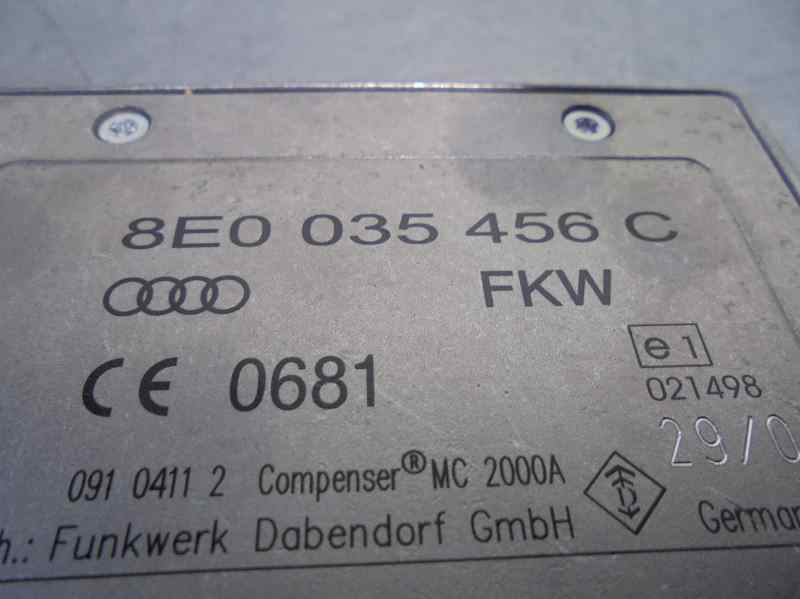 8E0 035 456 C
FKW
CE 0681
e1
021498
29/0
091 0411 2 Compenser® MC 2000A
h.: Funkwerk Dabendorf GmbH German